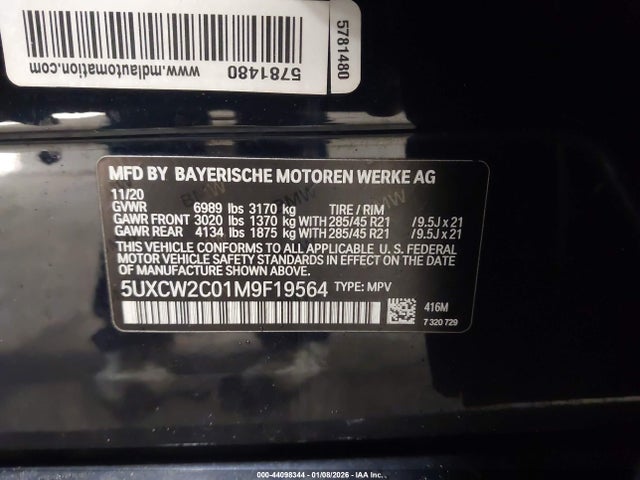 5781480
www.mdlautomation.com
5781480
MFD BY BAYERISCHE MOTOREN WERKE AG
11/20
GVWR 6989 lbs 3170 kg TIRE / RIM
GAWR FRONT 3020 lbs 1370 kg WITH 285/45 R21 /9.5J x 21
GAWR REAR 4134 lbs 1875 kg WITH 285/45 R21 /9.5J x 21
THIS VEHICLE CONFORMS TO ALL APPLICABLE U.S. FEDERAL
MOTOR VEHICLE SAFETY STANDARDS IN EFFECT ON THE
DATE OF MANUFACTURE SHOWN ABOVE.
5UXCW2C01M9F19564 TYPE: MPV
416M
7 320 729
000-44098344 | 01/08/2026 - IAA Inc.